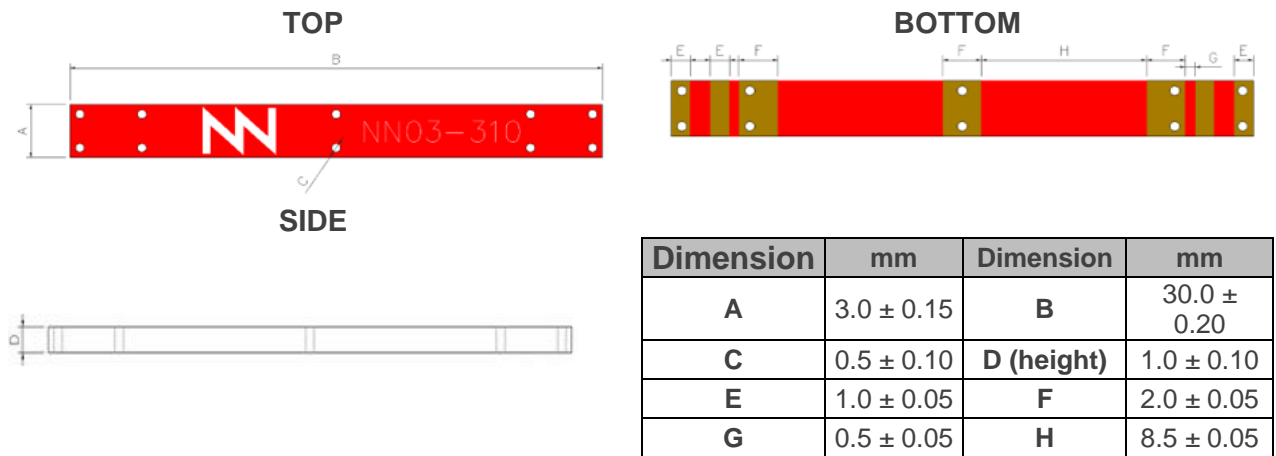 TOP
B
A
NN
NN03-310
C
SIDE
D
BOTTOM
E E F F H F G E
Dimension mm Dimension mm
A 3.0 ± 0.15 B 30.0 ±
0.20
C 0.5 ± 0.10 D (height) 1.0 ± 0.10
E 1.0 ± 0.05 F 2.0 ± 0.05
G 0.5 ± 0.05 H 8.5 ± 0.05